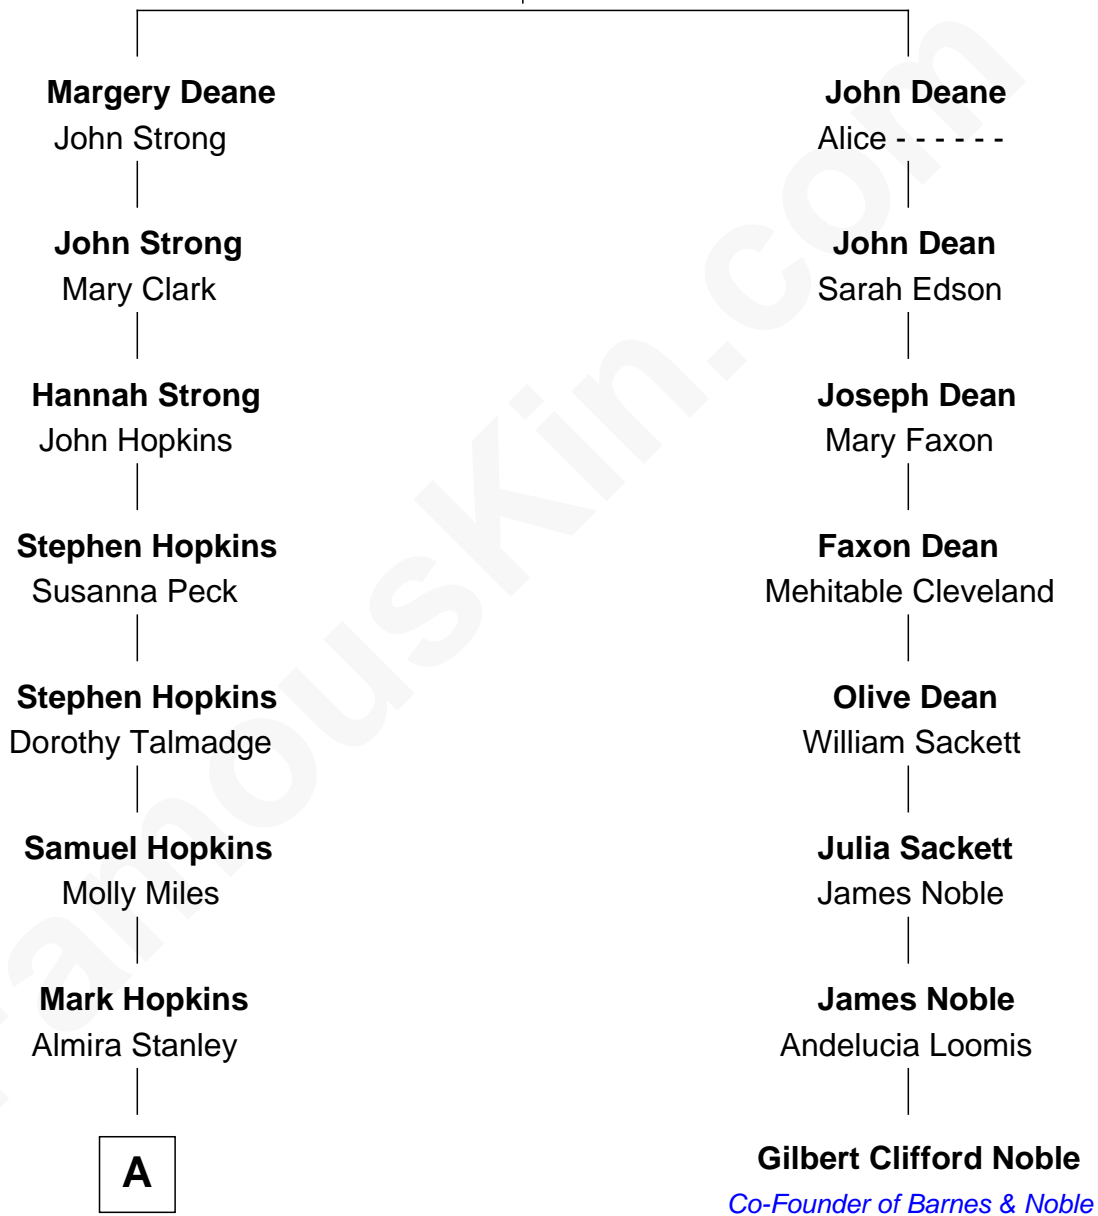 Margery Deane
John Strong
John Strong
Mary Clark
Hannah Strong
John Hopkins
Stephen Hopkins
Susanna Peck
Stephen Hopkins
Dorothy Talmadge
Samuel Hopkins
Molly Miles
Mark Hopkins
Almira Stanley
A
John Deane
Alice - - - - - -
John Dean
Sarah Edson
Joseph Dean
Mary Faxon
Faxon Dean
Mehitable Cleveland
Olive Dean
William Sackett
Julia Sackett
James Noble
James Noble
Andelucia Loomis
Gilbert Clifford Noble
Co-Founder of Barnes & Noble
FamousKin.com